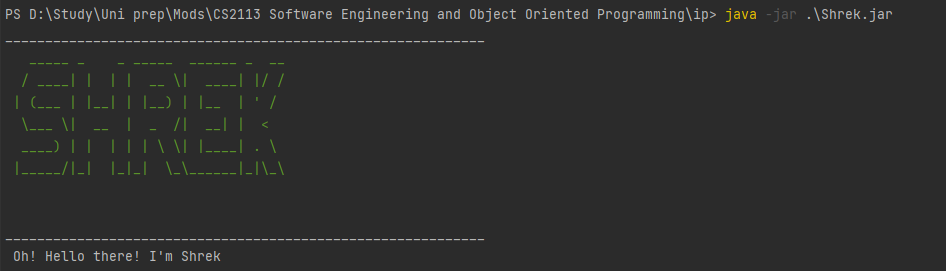 PS D:\Study\Uni prep\Mods\CS2113 Software Engineering and Object Oriented Programming\ip> java -jar .\Shrek.jar
____________________________________________________________
   _____ _    _ _____  ______ _  __
  / ____| |  | |  __ \|  ____| |/ /
 | (___ | |__| | |__) | |__  | ' /
  \___ \|  __  |  _  /|  __| |  <
  ____) | |  | | | \ \| |____| . \
 |_____/|_|  |_|_|  \_\______|_|\_\
____________________________________________________________
 Oh! Hello there! I'm Shrek